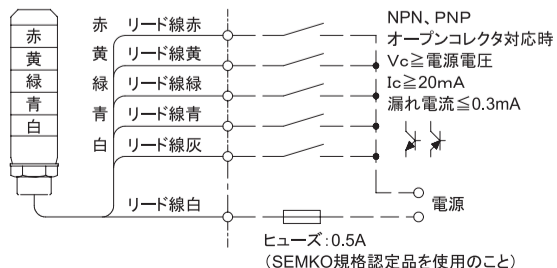 赤
黄
緑
青
白
赤
黄
緑
青
白
リード線赤
リード線黄
リード線緑
リード線青
リード線灰
リード線白
NPN、PNP
オープンコレクタ対応時
Vc≧電源電圧
Ic≧20mA
漏れ電流≦0.3mA
電源
ヒューズ:0.5A
(SEMKO規格認定品を使用のこと)